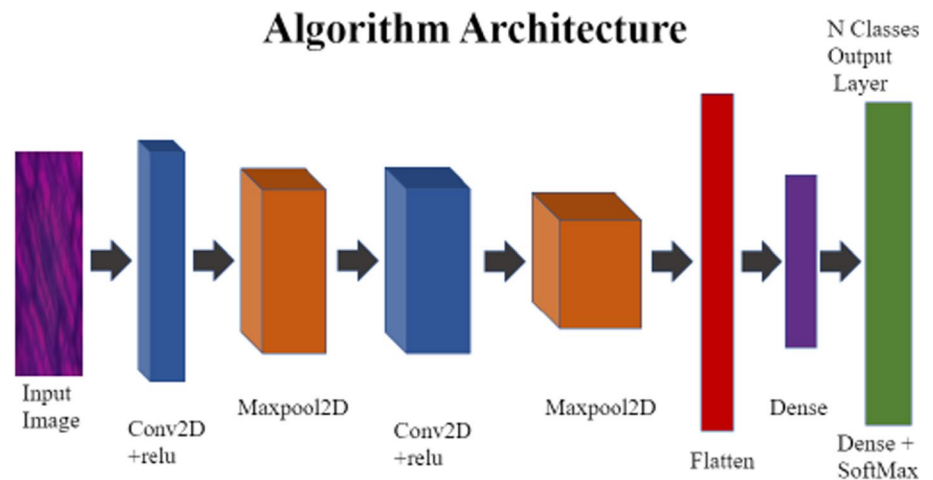 Algorithm Architecture
N Classes
Output
Layer
Input
Image
Conv2D
+relu
Maxpool2D
Conv2D
+relu
Maxpool2D
Flatten
Dense
Dense +
SoftMax